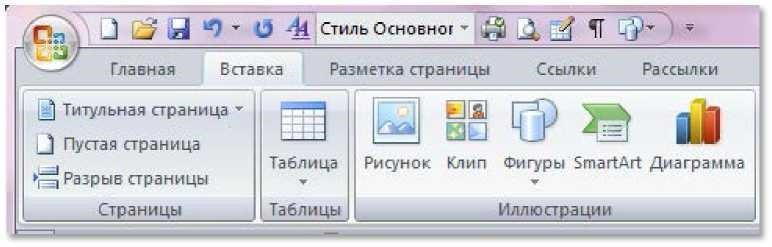 Стиль Основног
Главная Вставка Разметка страницы Ссылки Рассылки
Титульная страница
Пустая страница
Разрыв страницы
Таблица
Рисунок Клип Фигуры SmartArt Диаграмма
Страницы Таблицы Иллюстрации